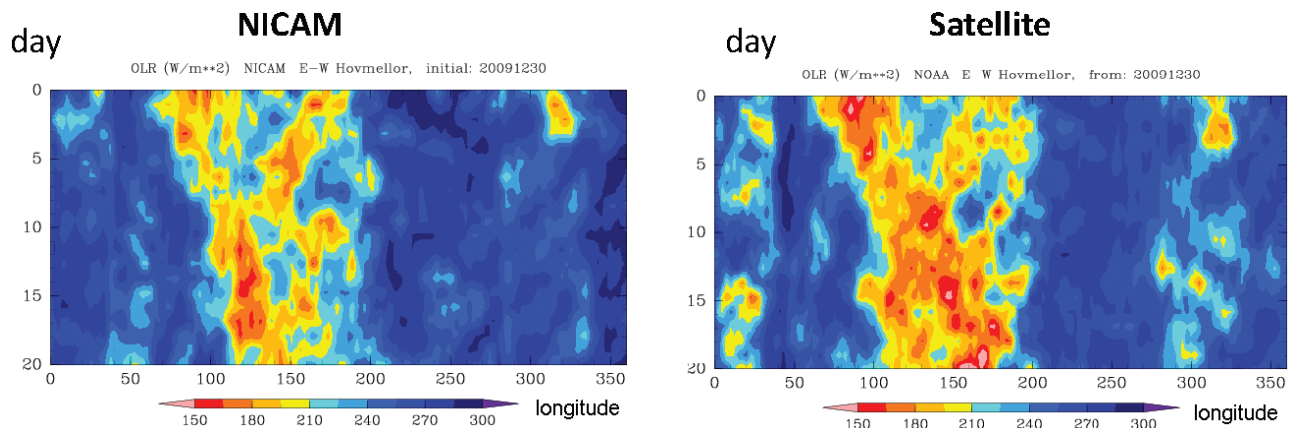 NICAM
day
OLR (W/m**2) NICAM E-W Hovmellor, initial: 20091230
0
5
10
15
20
0 50 100 150 200 250 300 350
150 180 210 240 270 300
longitude
Satellite
day
OLR (W/m**2) NOAA E W Hovmellor, from: 20091230
0
5
10
15
20
0 50 100 150 200 250 300 350
150 180 210 240 270 300
longitude